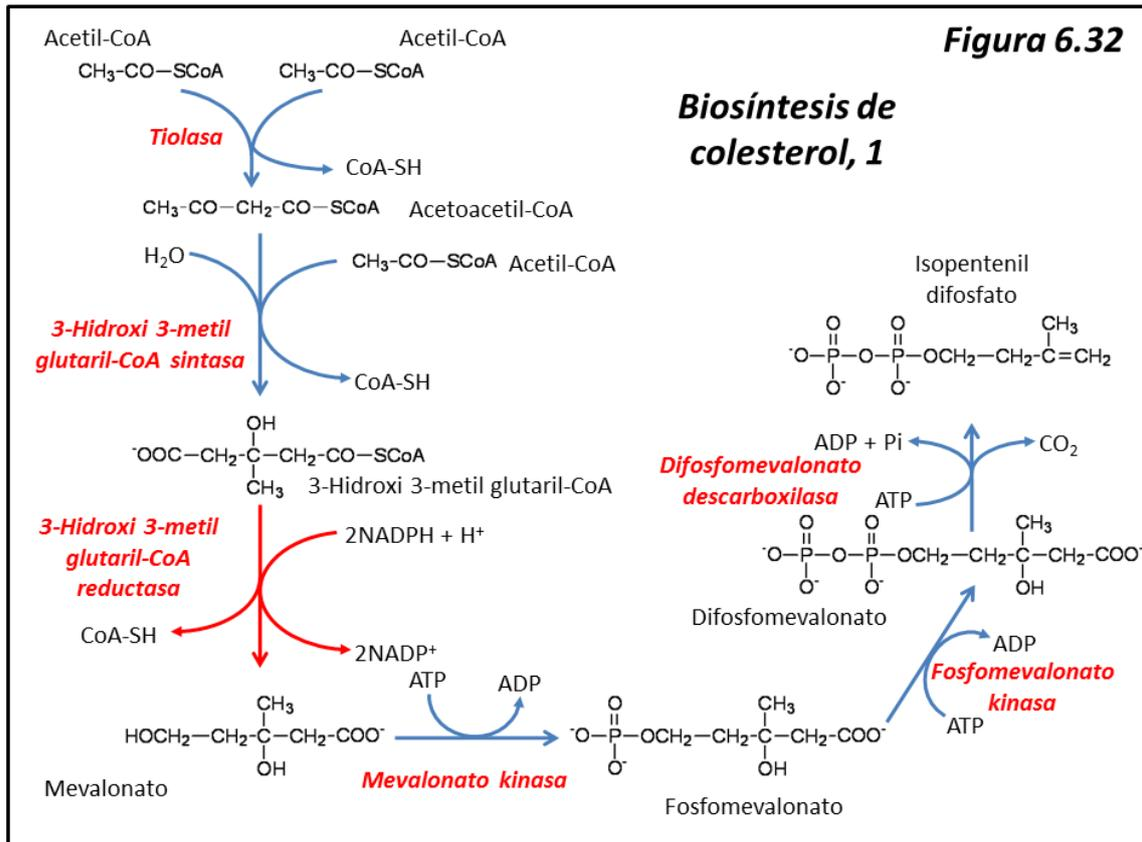 Figura 6.32
Biosíntesis de
colesterol, 1
Acetil-CoA
Acetil-CoA
CH₃-CO—SCoA
CH₃-CO—SCoA
Tiolasa
CoA-SH
CH₃-CO—CH₂-CO—SCoA
Acetoacetil-CoA
H₂O
CH₃-CO—SCoA
Acetil-CoA
3-Hidroxi 3-metil
glutaril-CoA sintasa
CoA-SH
OH
⁻OOC—CH₂-C—CH₂-CO—SCoA
CH₃
3-Hidroxi 3-metil glutaril-CoA
3-Hidroxi 3-metil
glutaril-CoA
reductasa
2NADPH + H⁺
CoA-SH
2NADP⁺
CH₃
HOCH₂—CH₂-C—CH₂-COO⁻
OH
Mevalonato
ATP
ADP
Mevalonato kinasa
O
CH₃
⁻O—P—OCH₂—CH₂-C—CH₂-COO⁻
O⁻
OH
Fosfomevalonato
ATP
ADP
Fosfomevalonato
kinasa
O
O
CH₃
⁻O—P—O—P—OCH₂—CH₂-C—CH₂-COO⁻
O⁻
O⁻
OH
Difosfomevalonato
ATP
ADP + Pi
CO₂
Difosfomevalonato
descarboxilasa
Isopentenil
difosfato
O
O
CH₃
⁻O—P—O—P—OCH₂—CH₂-C=CH₂
O⁻
O⁻